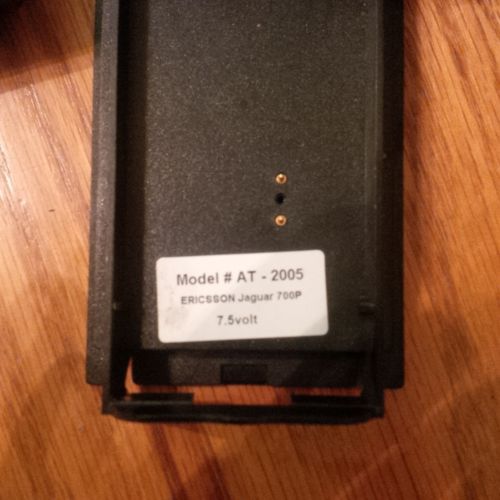 Model # AT - 2005
ERICSSON Jaguar 700P
7.5volt